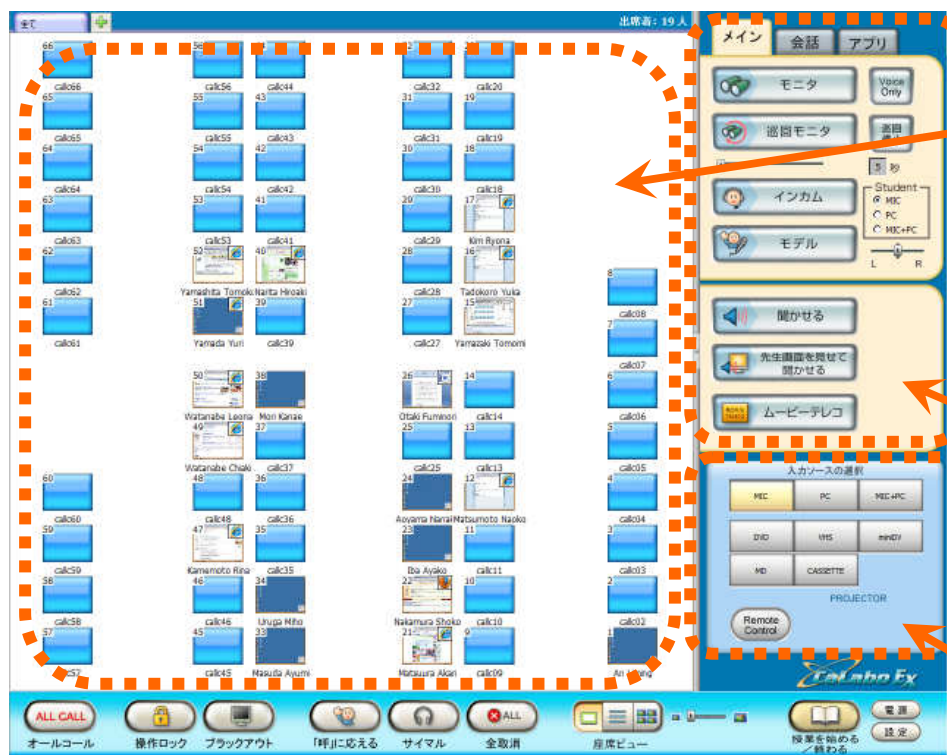 全て
出席者: 19 人
66 56 44 32 20
calc66 calc56 calc44 calc32 calc20
65 55 43 31 19
calc65 calc55 calc43 calc31 calc19
64 54 42 30 18
calc64 calc54 calc42 calc30 calc18
63 53 41 29 17
calc63 calc53 calc41 calc29 Kim Ryona
62 52 40 28 16 8
calc62 Yamashita Tomoko Narita Hiroaki calc28 Tadokoro Yuka calc08
61 51 39 27 15 7
calc61 Yamada Yuri calc39 calc27 Yamazaki Tomomi calc07
50 38 26 14 6
Watanabe Leona Mori Kanae Otaki Fuminori calc14 calc06
49 37 25 13 5
Watanabe Chiaki calc37 calc25 calc13 calc05
60 48 36 24 12 4
calc60 calc48 calc36 Aoyama Nanai Matsumoto Naoko calc04
59 47 35 23 11 3
calc59 Kamemoto Rina calc35 Iba Ayako calc11 calc03
58 46 34 22 10 2
calc58 calc46 Uruga Miho Nakamura Shoko calc10 calc02
57 45 33 21 9 1
calc57 calc45 Masuda Ayumi Matsuura Akari calc09
メイン 会話 アプリ
モニタ Voice Only
巡回モニタ
5 秒
インカム
Student
MIC
PC
MIC+PC
モデル
L R
聞かせる
先生画面を見せて
聞かせる
ムービーテレコ
入力ソースの選択
MIC PC MIC+PC
DVD VHS miniDV
MD CASSETTE
PROJECTOR
Remote
Control
CaLabo Ex
ALL CALL
ALL
オールコール 操作ロック ブラックアウト 「呼」に応える サイマル 全取消 座席ビュー
授業を始める
／終わる
電源
設定